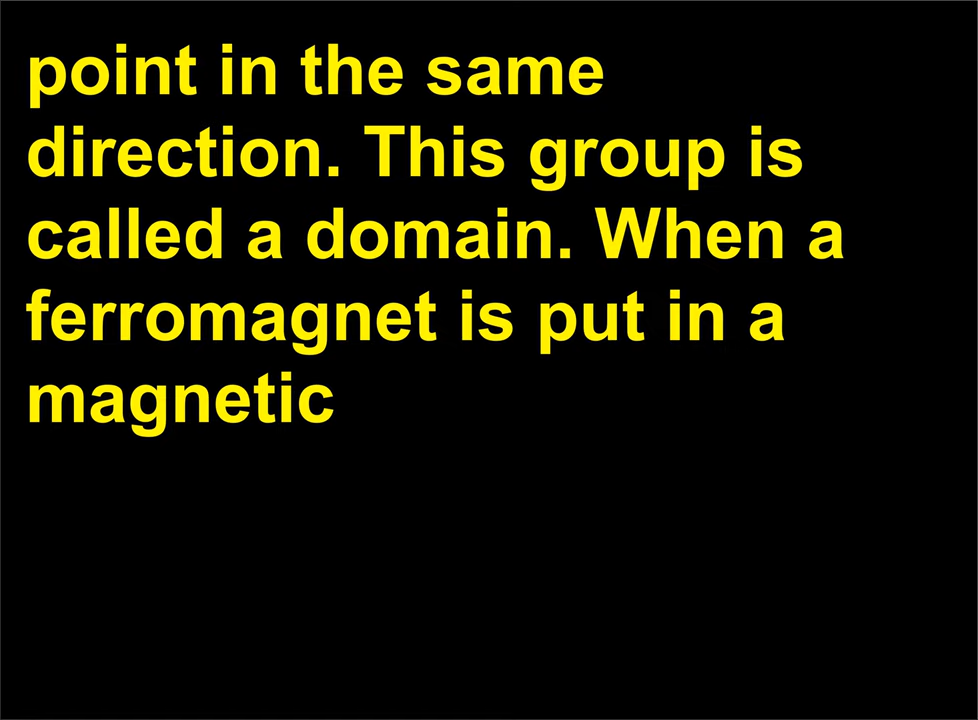 point in the same
direction. This group is
called a domain. When a
ferromagnet is put in a
magnetic